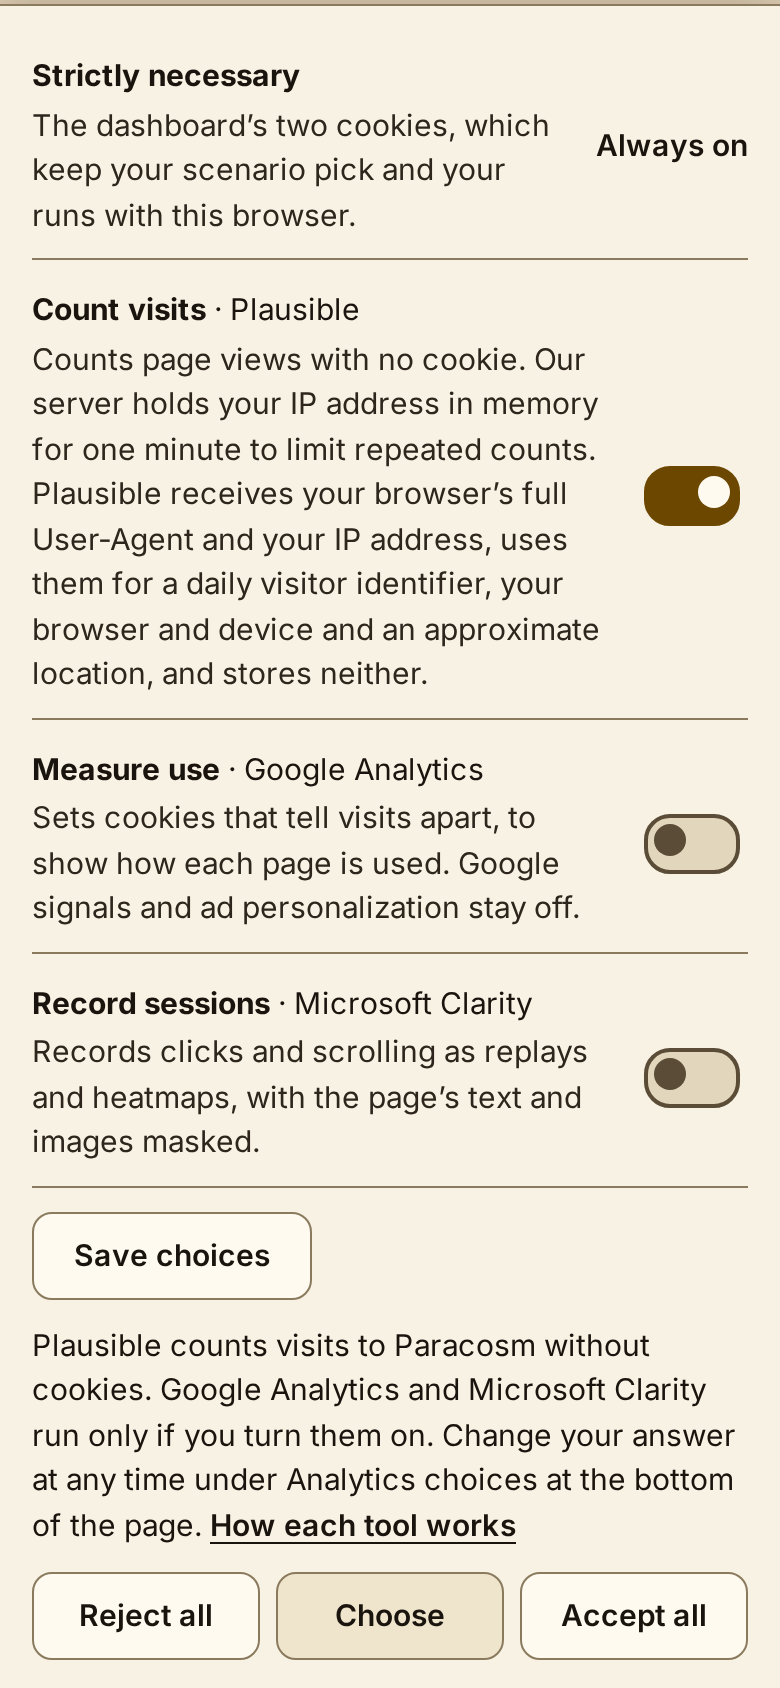 Strictly necessary
The dashboard’s two cookies, which
keep your scenario pick and your
runs with this browser.
Always on
Count visits · Plausible
Counts page views with no cookie. Our
server holds your IP address in memory
for one minute to limit repeated counts.
Plausible receives your browser’s full
User-Agent and your IP address, uses
them for a daily visitor identifier, your
browser and device and an approximate
location, and stores neither.
Measure use · Google Analytics
Sets cookies that tell visits apart, to
show how each page is used. Google
signals and ad personalization stay off.
Record sessions · Microsoft Clarity
Records clicks and scrolling as replays
and heatmaps, with the page’s text and
images masked.
Save choices
Plausible counts visits to Paracosm without
cookies. Google Analytics and Microsoft Clarity
run only if you turn them on. Change your answer
at any time under Analytics choices at the bottom
of the page. How each tool works
Reject all
Choose
Accept all